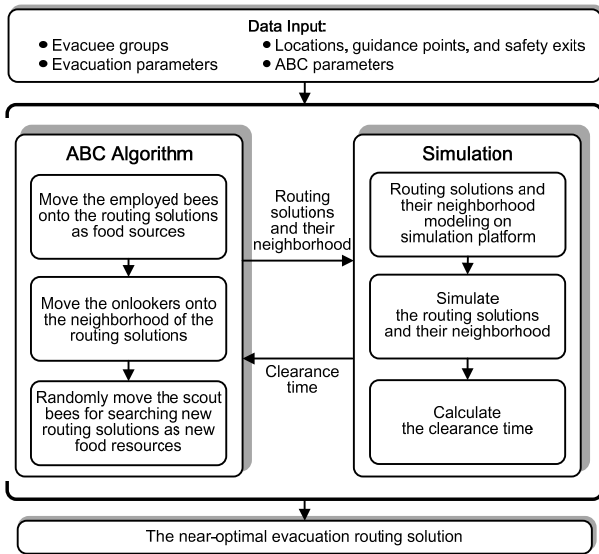 Data Input:
● Evacuee groups
● Locations, guidance points, and safety exits
● Evacuation parameters
● ABC parameters
ABC Algorithm
Move the employed bees
onto the routing solutions
as food sources
Move the onlookers onto
the neighborhood of the
routing solutions
Randomly move the scout
bees for searching new
routing solutions as new
food resources
Routing
solutions
and their
neighborhood
Clearance
time
Simulation
Routing solutions and
their neighborhood
modeling on
simulation platform
Simulate
the routing solutions
and their neighborhood
Calculate
the clearance time
The near-optimal evacuation routing solution